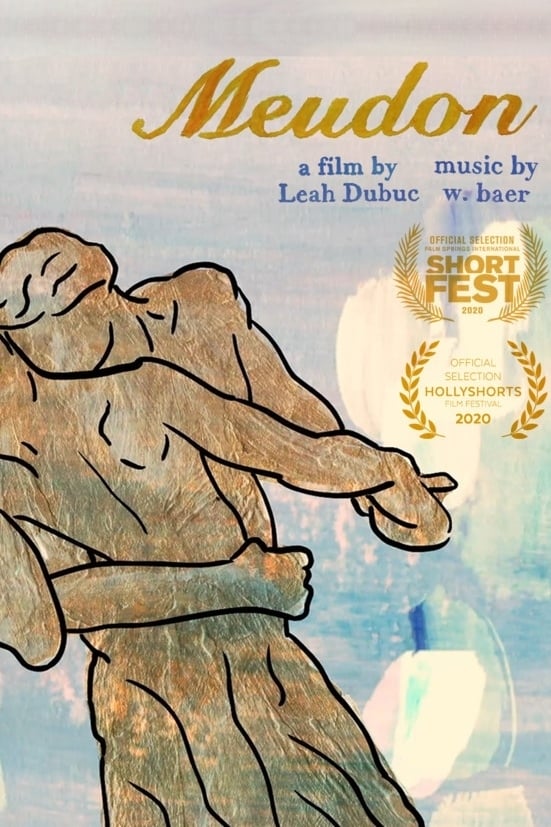 Meudon
a film by
Leah Dubuc
music by
w. baer
OFFICIAL SELECTION
PALM SPRINGS INTERNATIONAL
SHORT
FEST
2020
OFFICIAL
SELECTION
HOLLYSHORTS
FILM FESTIVAL
2020